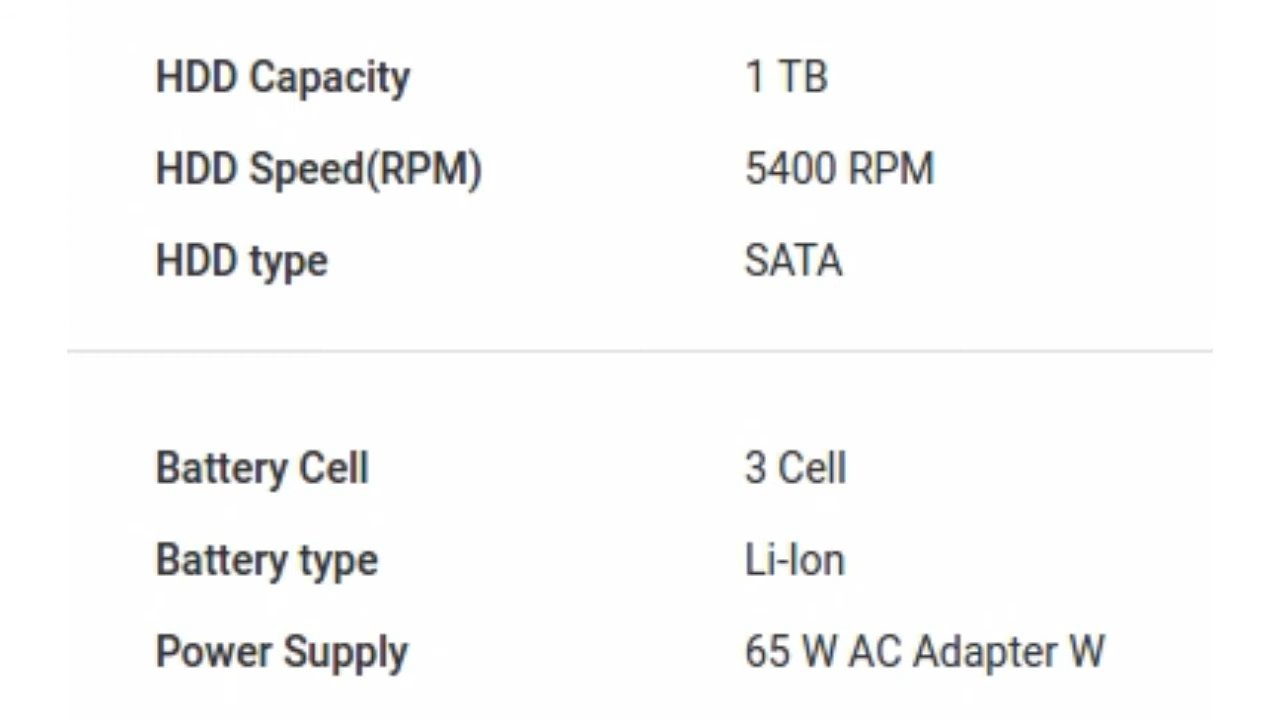 HDD Capacity 1 TB
HDD Speed(RPM) 5400 RPM
HDD type SATA
Battery Cell 3 Cell
Battery type Li-Ion
Power Supply 65 W AC Adapter W